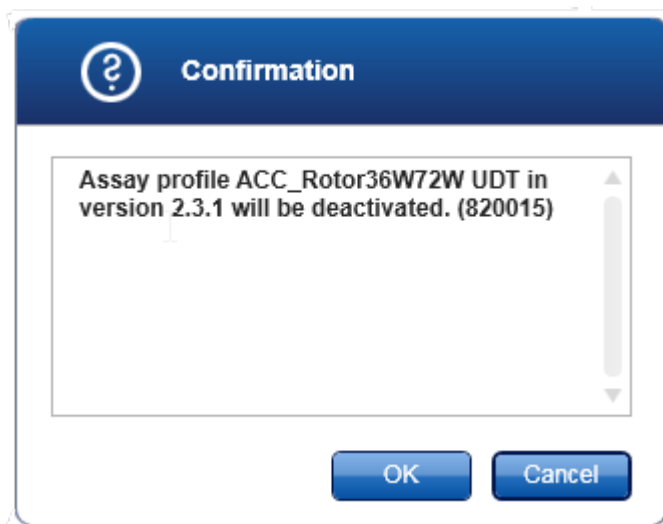 Confirmation
Assay profile ACC_Rotor36W72W UDT in
version 2.3.1 will be deactivated. (820015)
OK
Cancel